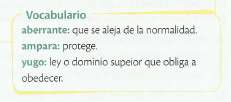 Vocabulario
aberrante: que se aleja de la normalidad.
ampara: protege.
yugo: ley o dominio supeior que obliga a
obedecer.